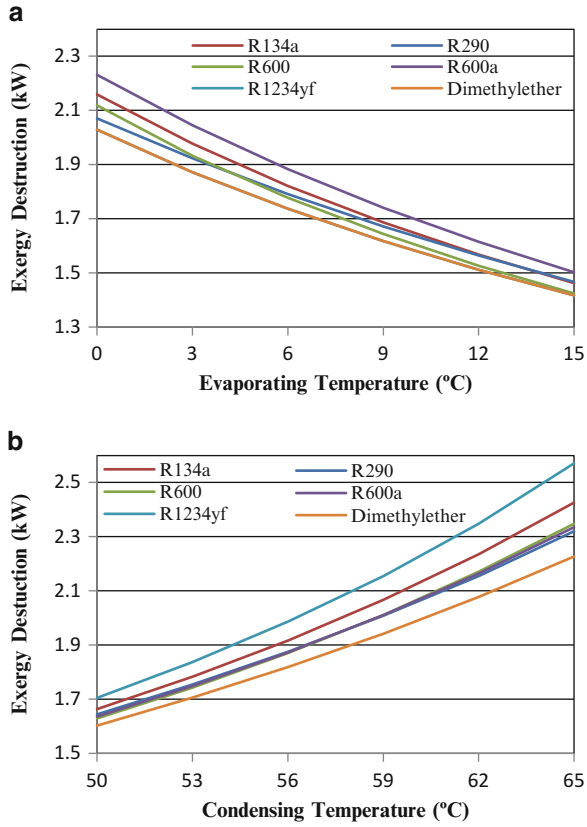 a
R134a R290
R600 R600a
R1234yf Dimethylether
Exergy Destruction (kW)
2.3
2.1
1.9
1.7
1.5
1.3
0 3 6 9 12 15
Evaporating Temperature (ºC)
b
R134a R290
R600 R600a
R1234yf Dimethylether
Exergy Destuction (kW)
2.5
2.3
2.1
1.9
1.7
1.5
50 53 56 59 62 65
Condensing Temperature (ºC)